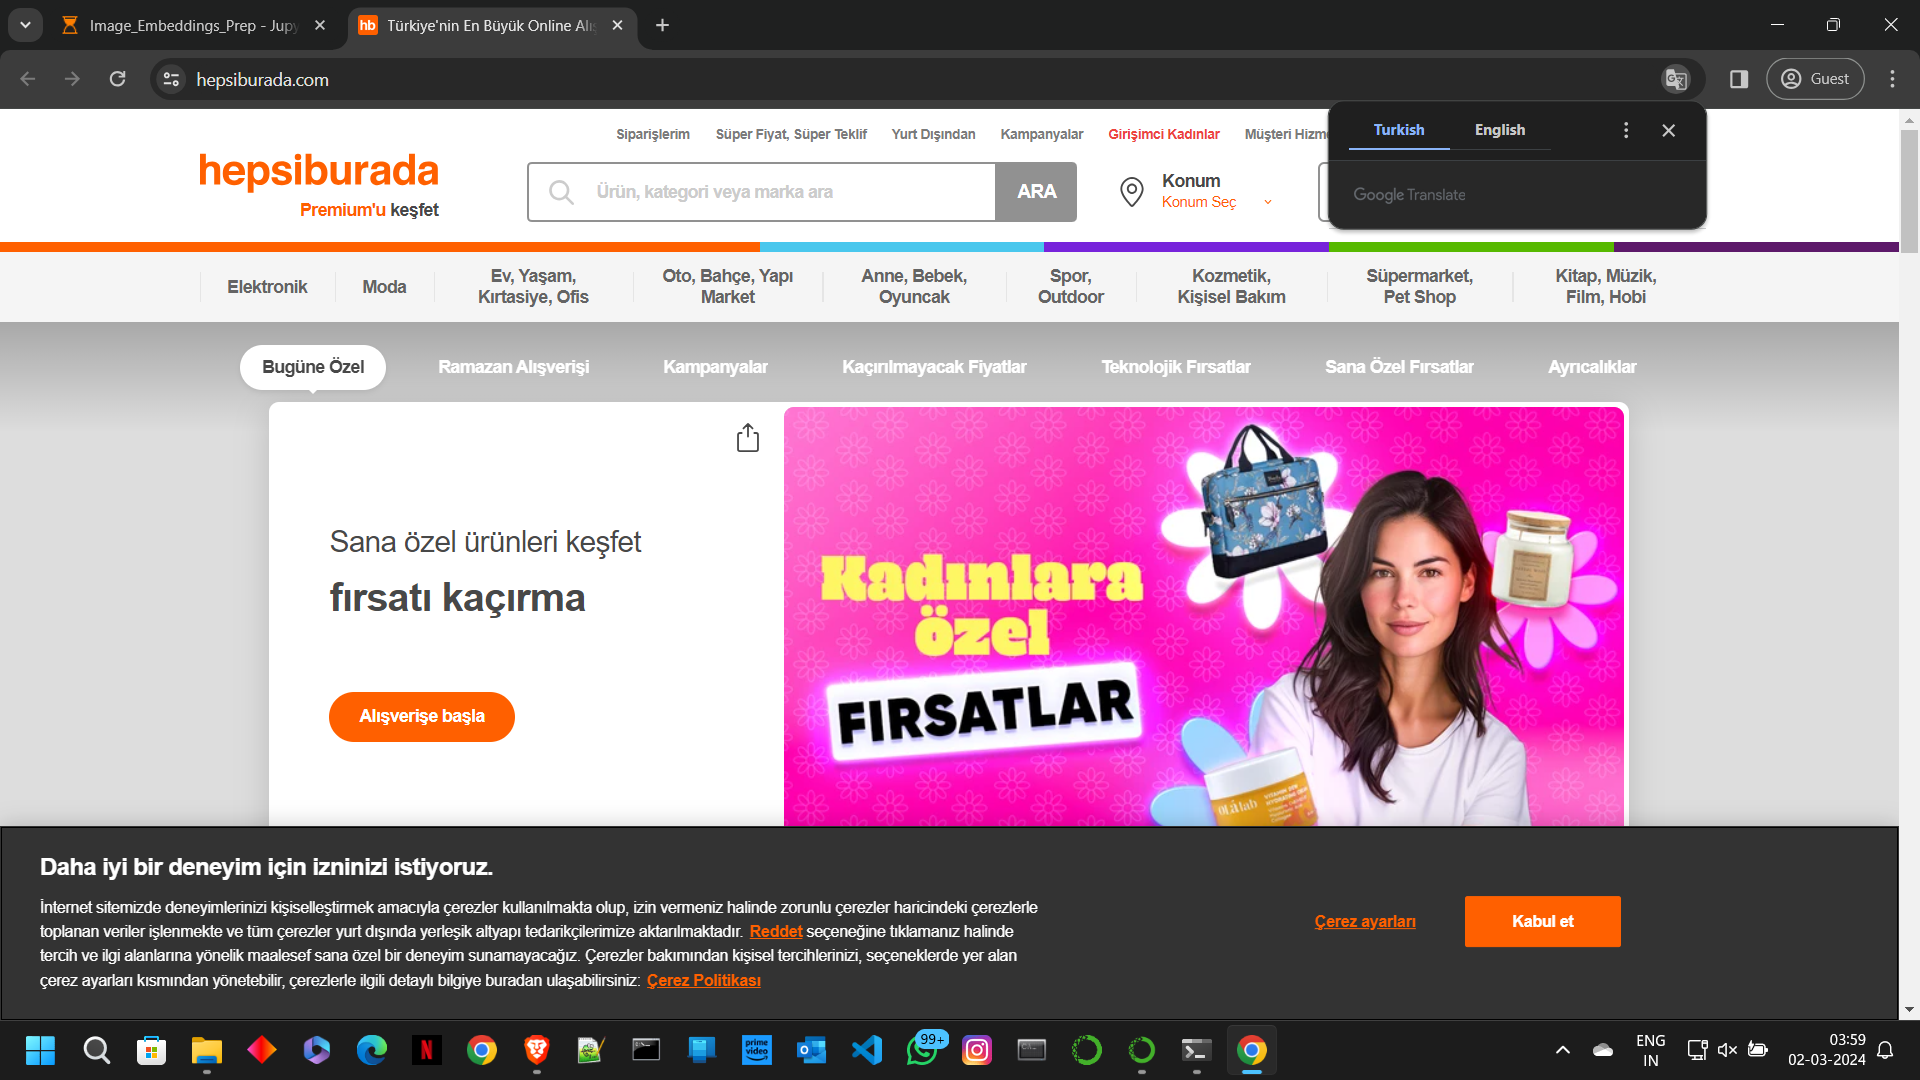 Image_Embeddings_Prep - Jupy
Türkiye'nin En Büyük Online Alış
hepsiburada.com
Guest
Turkish
English
Google Translate
Siparişlerim
Süper Fiyat, Süper Teklif
Yurt Dışından
Kampanyalar
Girişimci Kadınlar
Müşteri Hizme
hepsiburada
Premium'u keşfet
Ürün, kategori veya marka ara
ARA
Konum
Konum Seç
Elektronik
Moda
Ev, Yaşam,
Kırtasiye, Ofis
Oto, Bahçe, Yapı
Market
Anne, Bebek,
Oyuncak
Spor,
Outdoor
Kozmetik,
Kişisel Bakım
Süpermarket,
Pet Shop
Kitap, Müzik,
Film, Hobi
Bugüne Özel
Ramazan Alışverişi
Kampanyalar
Kaçırılmayacak Fiyatlar
Teknolojik Fırsatlar
Sana Özel Fırsatlar
Ayrıcalıklar
Sana özel ürünleri keşfet
fırsatı kaçırma
Alışverişe başla
Kadınlara
özel
FIRSATLAR
Daha iyi bir deneyim için izninizi istiyoruz.
İnternet sitemizde deneyimlerinizi kişiselleştirmek amacıyla çerezler kullanılmakta olup, izin vermeniz halinde zorunlu çerezler haricindeki çerezlerle
toplanan veriler işlenmekte ve tüm çerezler yurt dışında yerleşik altyapı tedarikçilerimize aktarılmaktadır. Reddet seçeneğine tıklamanız halinde
tercih ve ilgi alanlarına yönelik maalesef sana özel bir deneyim sunamayacağız. Çerezler bakımından kişisel tercihlerinizi, seçeneklerde yer alan
çerez ayarları kısmından yönetebilir, çerezlerle ilgili detaylı bilgiye buradan ulaşabilirsiniz: Çerez Politikası
Çerez ayarları
Kabul et
prime
video
99+
ENG
IN
03:59
02-03-2024